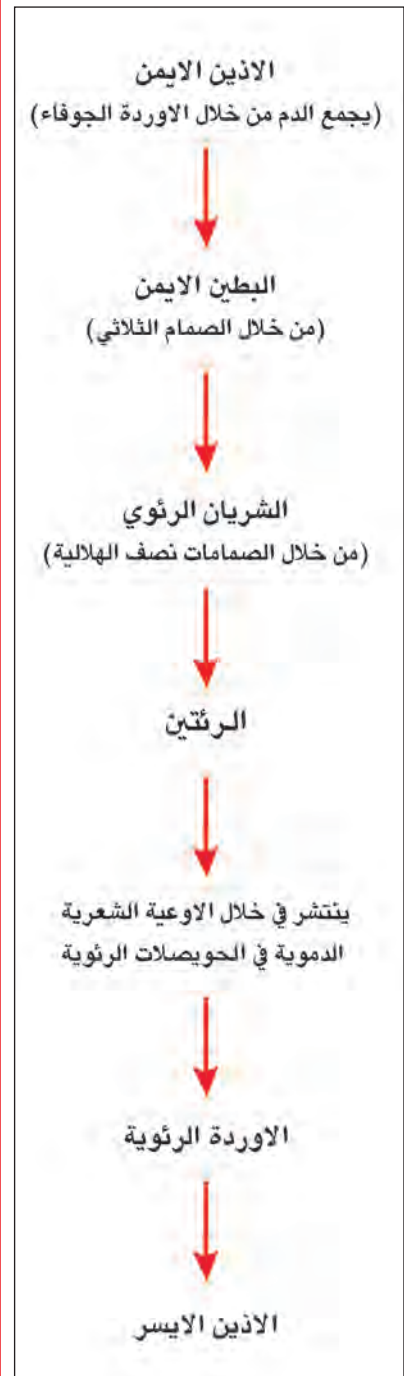 الاذين الايمن
(يجمع الدم من خلال الاوردة الجوفاء)
البطين الايمن
(من خلال الصمام الثلاثي)
الشريان الرئوي
(من خلال الصمامات نصف الهلالية)
الرئتين
ينتشر في خلال الاوعية الشعرية
الدموية في الحويصلات الرئوية
الاوردة الرئوية
الاذين الايسر